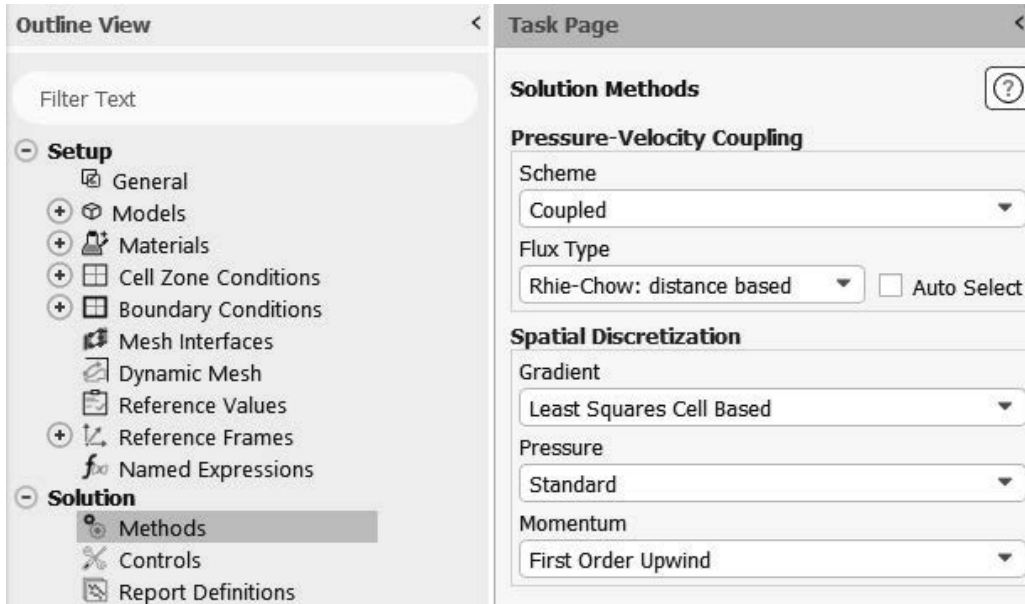 Outline View
Filter Text
Setup
General
Models
Materials
Cell Zone Conditions
Boundary Conditions
Mesh Interfaces
Dynamic Mesh
Reference Values
Reference Frames
Named Expressions
Solution
Methods
Controls
Report Definitions
Task Page
Solution Methods
Pressure-Velocity Coupling
Scheme
Coupled
Flux Type
Rhie-Chow: distance based
Auto Select
Spatial Discretization
Gradient
Least Squares Cell Based
Pressure
Standard
Momentum
First Order Upwind